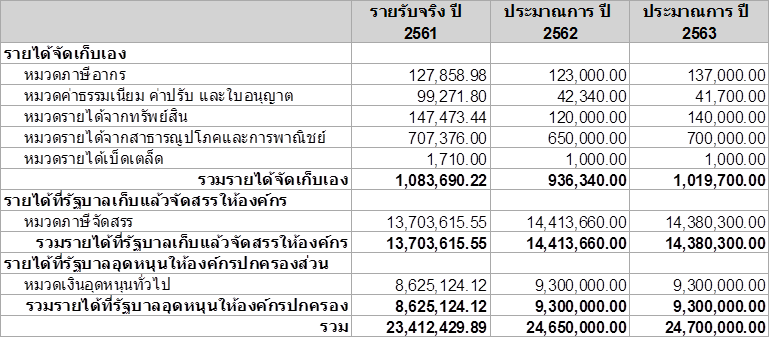 รายรับจริง ปี 2561 ประมาณการ ปี 2562 ประมาณการ ปี 2563
รายได้จัดเก็บเอง
หมวดภาษีอากร 127,858.98 123,000.00 137,000.00
หมวดค่าธรรมเนียม ค่าปรับ และใบอนุญาต 99,271.80 42,340.00 41,700.00
หมวดรายได้จากทรัพย์สิน 147,473.44 120,000.00 140,000.00
หมวดรายได้จากสาธารณูปโภคและการพาณิชย์ 707,376.00 650,000.00 700,000.00
หมวดรายได้เบ็ดเตล็ด 1,710.00 1,000.00 1,000.00
รวมรายได้จัดเก็บเอง 1,083,690.22 936,340.00 1,019,700.00
รายได้ที่รัฐบาลเก็บแล้วจัดสรรให้องค์กร
หมวดภาษีจัดสรร 13,703,615.55 14,413,660.00 14,380,300.00
รวมรายได้ที่รัฐบาลเก็บแล้วจัดสรรให้องค์กร 13,703,615.55 14,413,660.00 14,380,300.00
รายได้ที่รัฐบาลอุดหนุนให้องค์กรปกครองส่วน
หมวดเงินอุดหนุนทั่วไป 8,625,124.12 9,300,000.00 9,300,000.00
รวมรายได้ที่รัฐบาลอุดหนุนให้องค์กรปกครอง 8,625,124.12 9,300,000.00 9,300,000.00
รวม 23,412,429.89 24,650,000.00 24,700,000.00